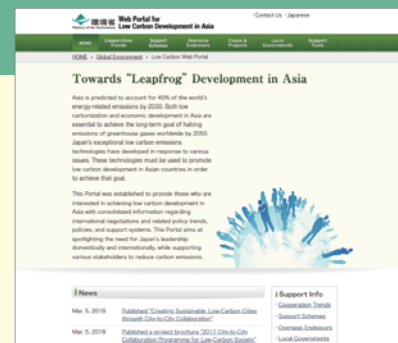 Contact Us
Japanese
環境省
Ministry of the Environment
Web Portal for
Low Carbon Development in Asia
NEWS
Cooperation
Trends
Support
Schemes
Overseas
Endeavors
Cases &
Projects
Local
Governments
Support
Tools
HOME > Global Environment > Low Carbon Web Portal
Towards "Leapfrog" Development in Asia
Asia is predicted to account for 45% of the world's
energy-related emissions by 2030. Both low
carbonization and economic development in Asia are
essential to achieve the long-term goal of halving
emissions of greenhouse gases worldwide by 2050.
Japan's exceptional low carbon emissions
technologies have developed in response to various
issues. These technologies must be used to promote
low carbon development in Asian countries in order
to achieve that goal.
This Portal was established to provide those who are
interested in achieving low carbon development in
Asia with consolidated information regarding
international negotiations and related policy trends,
policies, and support systems. This Portal aims at
spotlighting the need for Japan's leadership
domestically and internationally, while supporting
various stakeholders to reduce carbon emissions.
News
Mar. 5, 2018 Published "Creating Sustainable Low-Carbon Cities
through City-to-City Collaboration"
Mar. 5, 2018 Published a project brochure "2017 City-to-City
Collaboration Programme for Low-Carbon Society"
Support Info
Cooperation Trends
Support Schemes
Overseas Endeavors
Local Governments